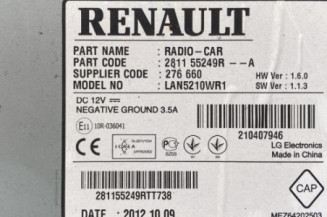 RENAULT
PART NAME : RADIO-CAR
PART CODE : 2811 55249R --A
SUPPLIER CODE : 276 660 HW Ver : 1.6.0
MODEL NO : LAN5210WR1 SW Ver : 1.1.3
DC 12V
NEGATIVE GROUND 3.5A
E11 10R-036041
210407946
LG Electronics
Made in China
281155249RTT738
CAP
DATE : 2012.10.09
MEZ64202503